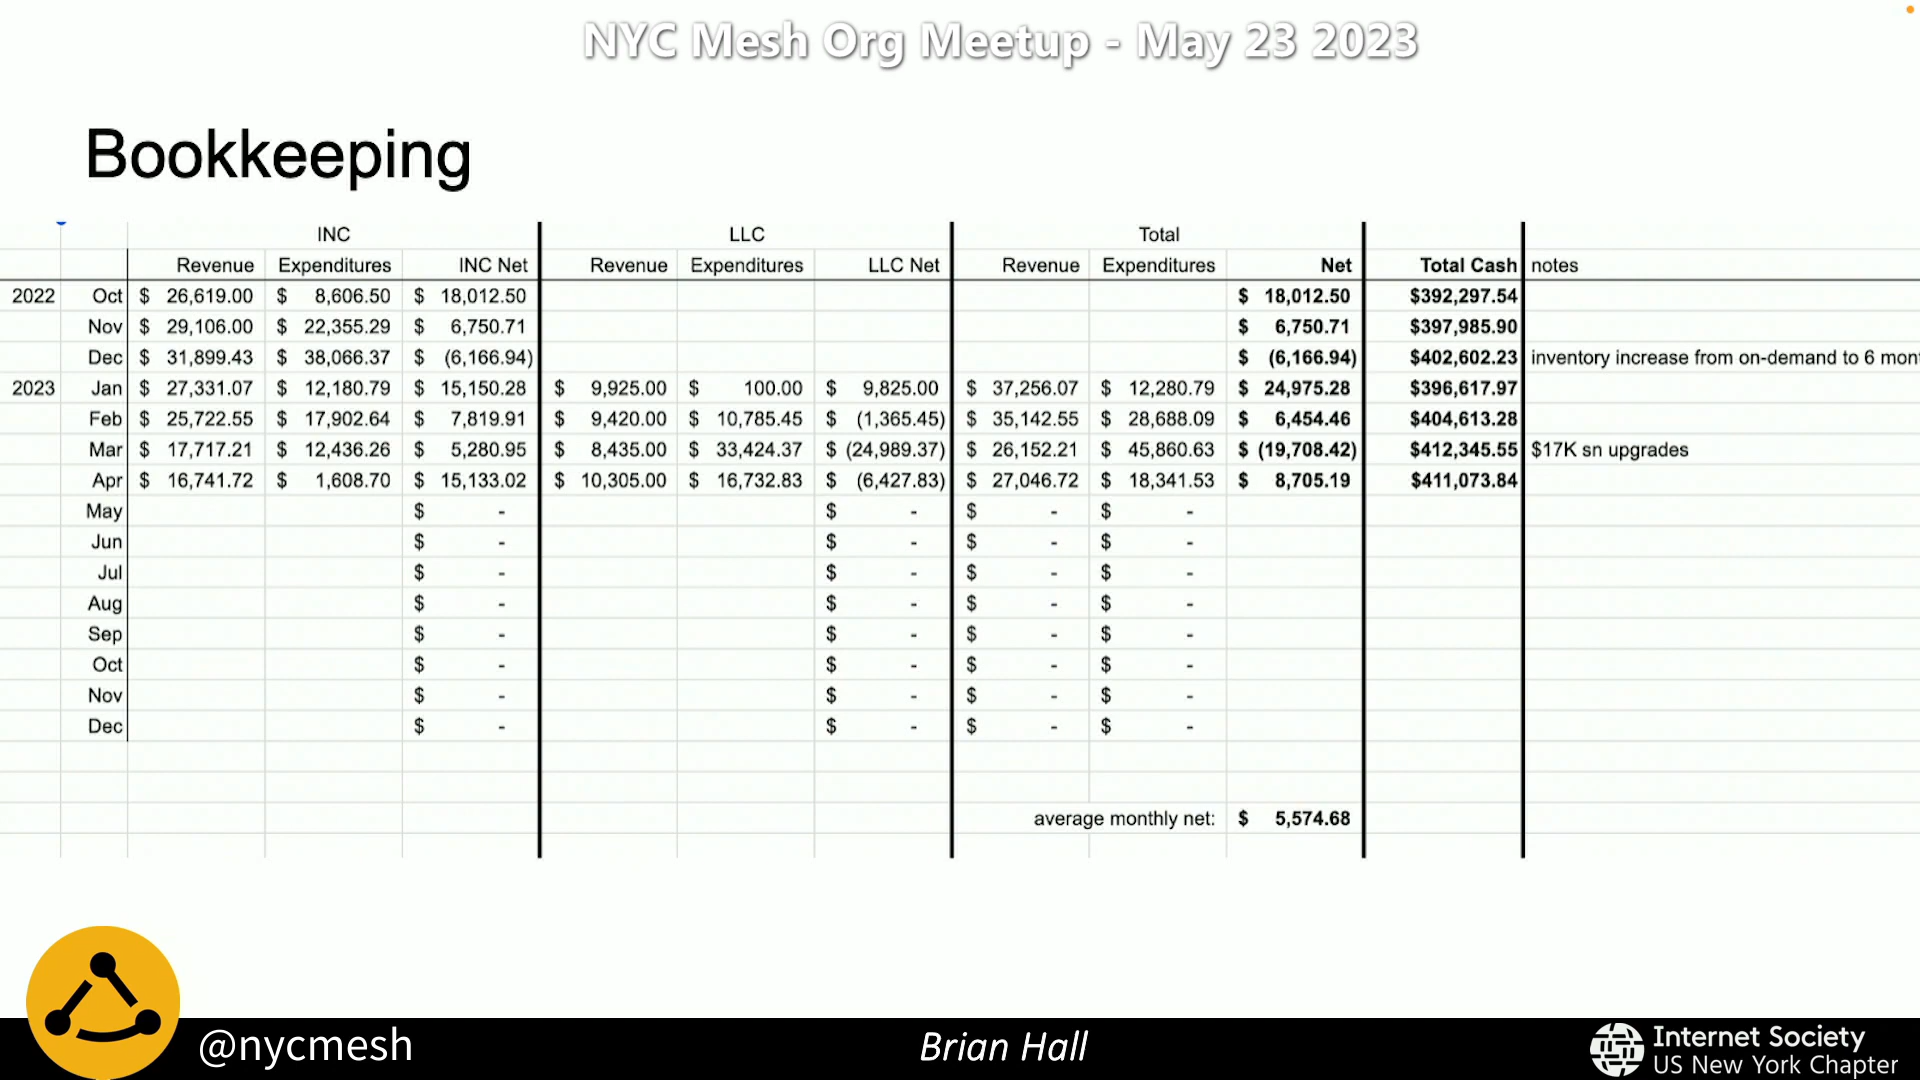 NYC Mesh Org Meetup - May 23 2023
Bookkeeping
INC LLC Total
Revenue Expenditures INC Net Revenue Expenditures LLC Net Revenue Expenditures Net Total Cash notes
2022 Oct $ 26,619.00 $ 8,606.50 $ 18,012.50 $ 18,012.50 $392,297.54
Nov $ 29,106.00 $ 22,355.29 $ 6,750.71 $ 6,750.71 $397,985.90
Dec $ 31,899.43 $ 38,066.37 $ (6,166.94) $ (6,166.94) $402,602.23 inventory increase from on-demand to 6 mon
2023 Jan $ 27,331.07 $ 12,180.79 $ 15,150.28 $ 9,925.00 $ 100.00 $ 9,825.00 $ 37,256.07 $ 12,280.79 $ 24,975.28 $396,617.97
Feb $ 25,722.55 $ 17,902.64 $ 7,819.91 $ 9,420.00 $ 10,785.45 $ (1,365.45) $ 35,142.55 $ 28,688.09 $ 6,454.46 $404,613.28
Mar $ 17,717.21 $ 12,436.26 $ 5,280.95 $ 8,435.00 $ 33,424.37 $ (24,989.37) $ 26,152.21 $ 45,860.63 $ (19,708.42) $412,345.55 $17K sn upgrades
Apr $ 16,741.72 $ 1,608.70 $ 15,133.02 $ 10,305.00 $ 16,732.83 $ (6,427.83) $ 27,046.72 $ 18,341.53 $ 8,705.19 $411,073.84
May $ - $ - $ - $ -
Jun $ - $ - $ - $ -
Jul $ - $ - $ - $ -
Aug $ - $ - $ - $ -
Sep $ - $ - $ - $ -
Oct $ - $ - $ - $ -
Nov $ - $ - $ - $ -
Dec $ - $ - $ - $ -
average monthly net: $ 5,574.68
@nycmesh Brian Hall Internet Society
US New York Chapter